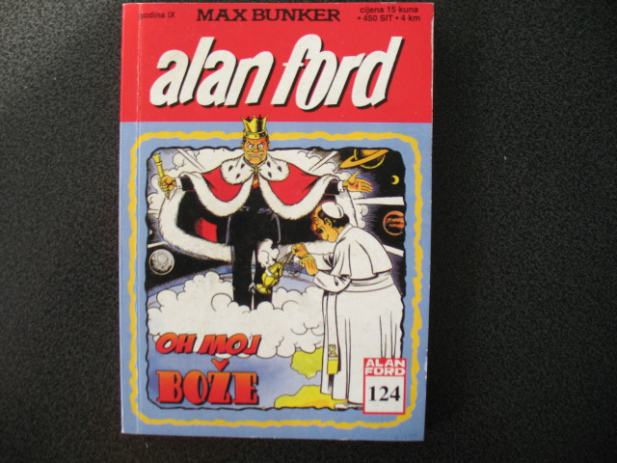 godina IX
MAX BUNKER
cijena 15 kuna
• 450 SIT • 4 km
alan ford
OH MOJ
BOŽE
ALAN
FORD
124